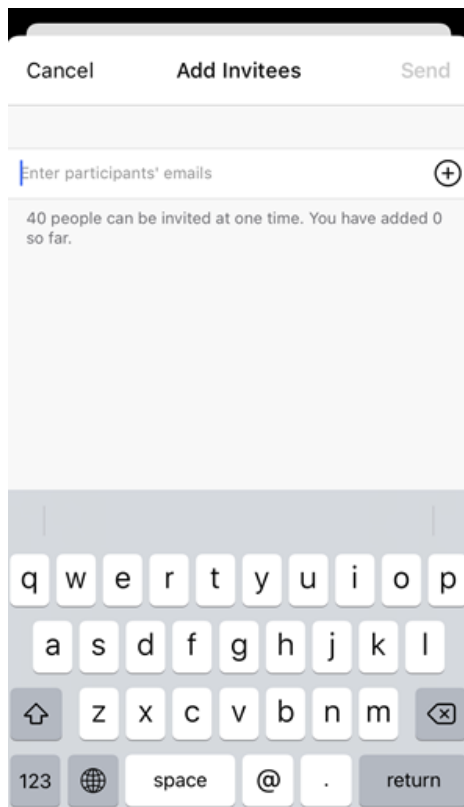 Cancel Add Invitees Send
Enter participants' emails
40 people can be invited at one time. You have added 0
so far.
q w e r t y u i o p
a s d f g h j k l
z x c v b n m
123 space @ . return